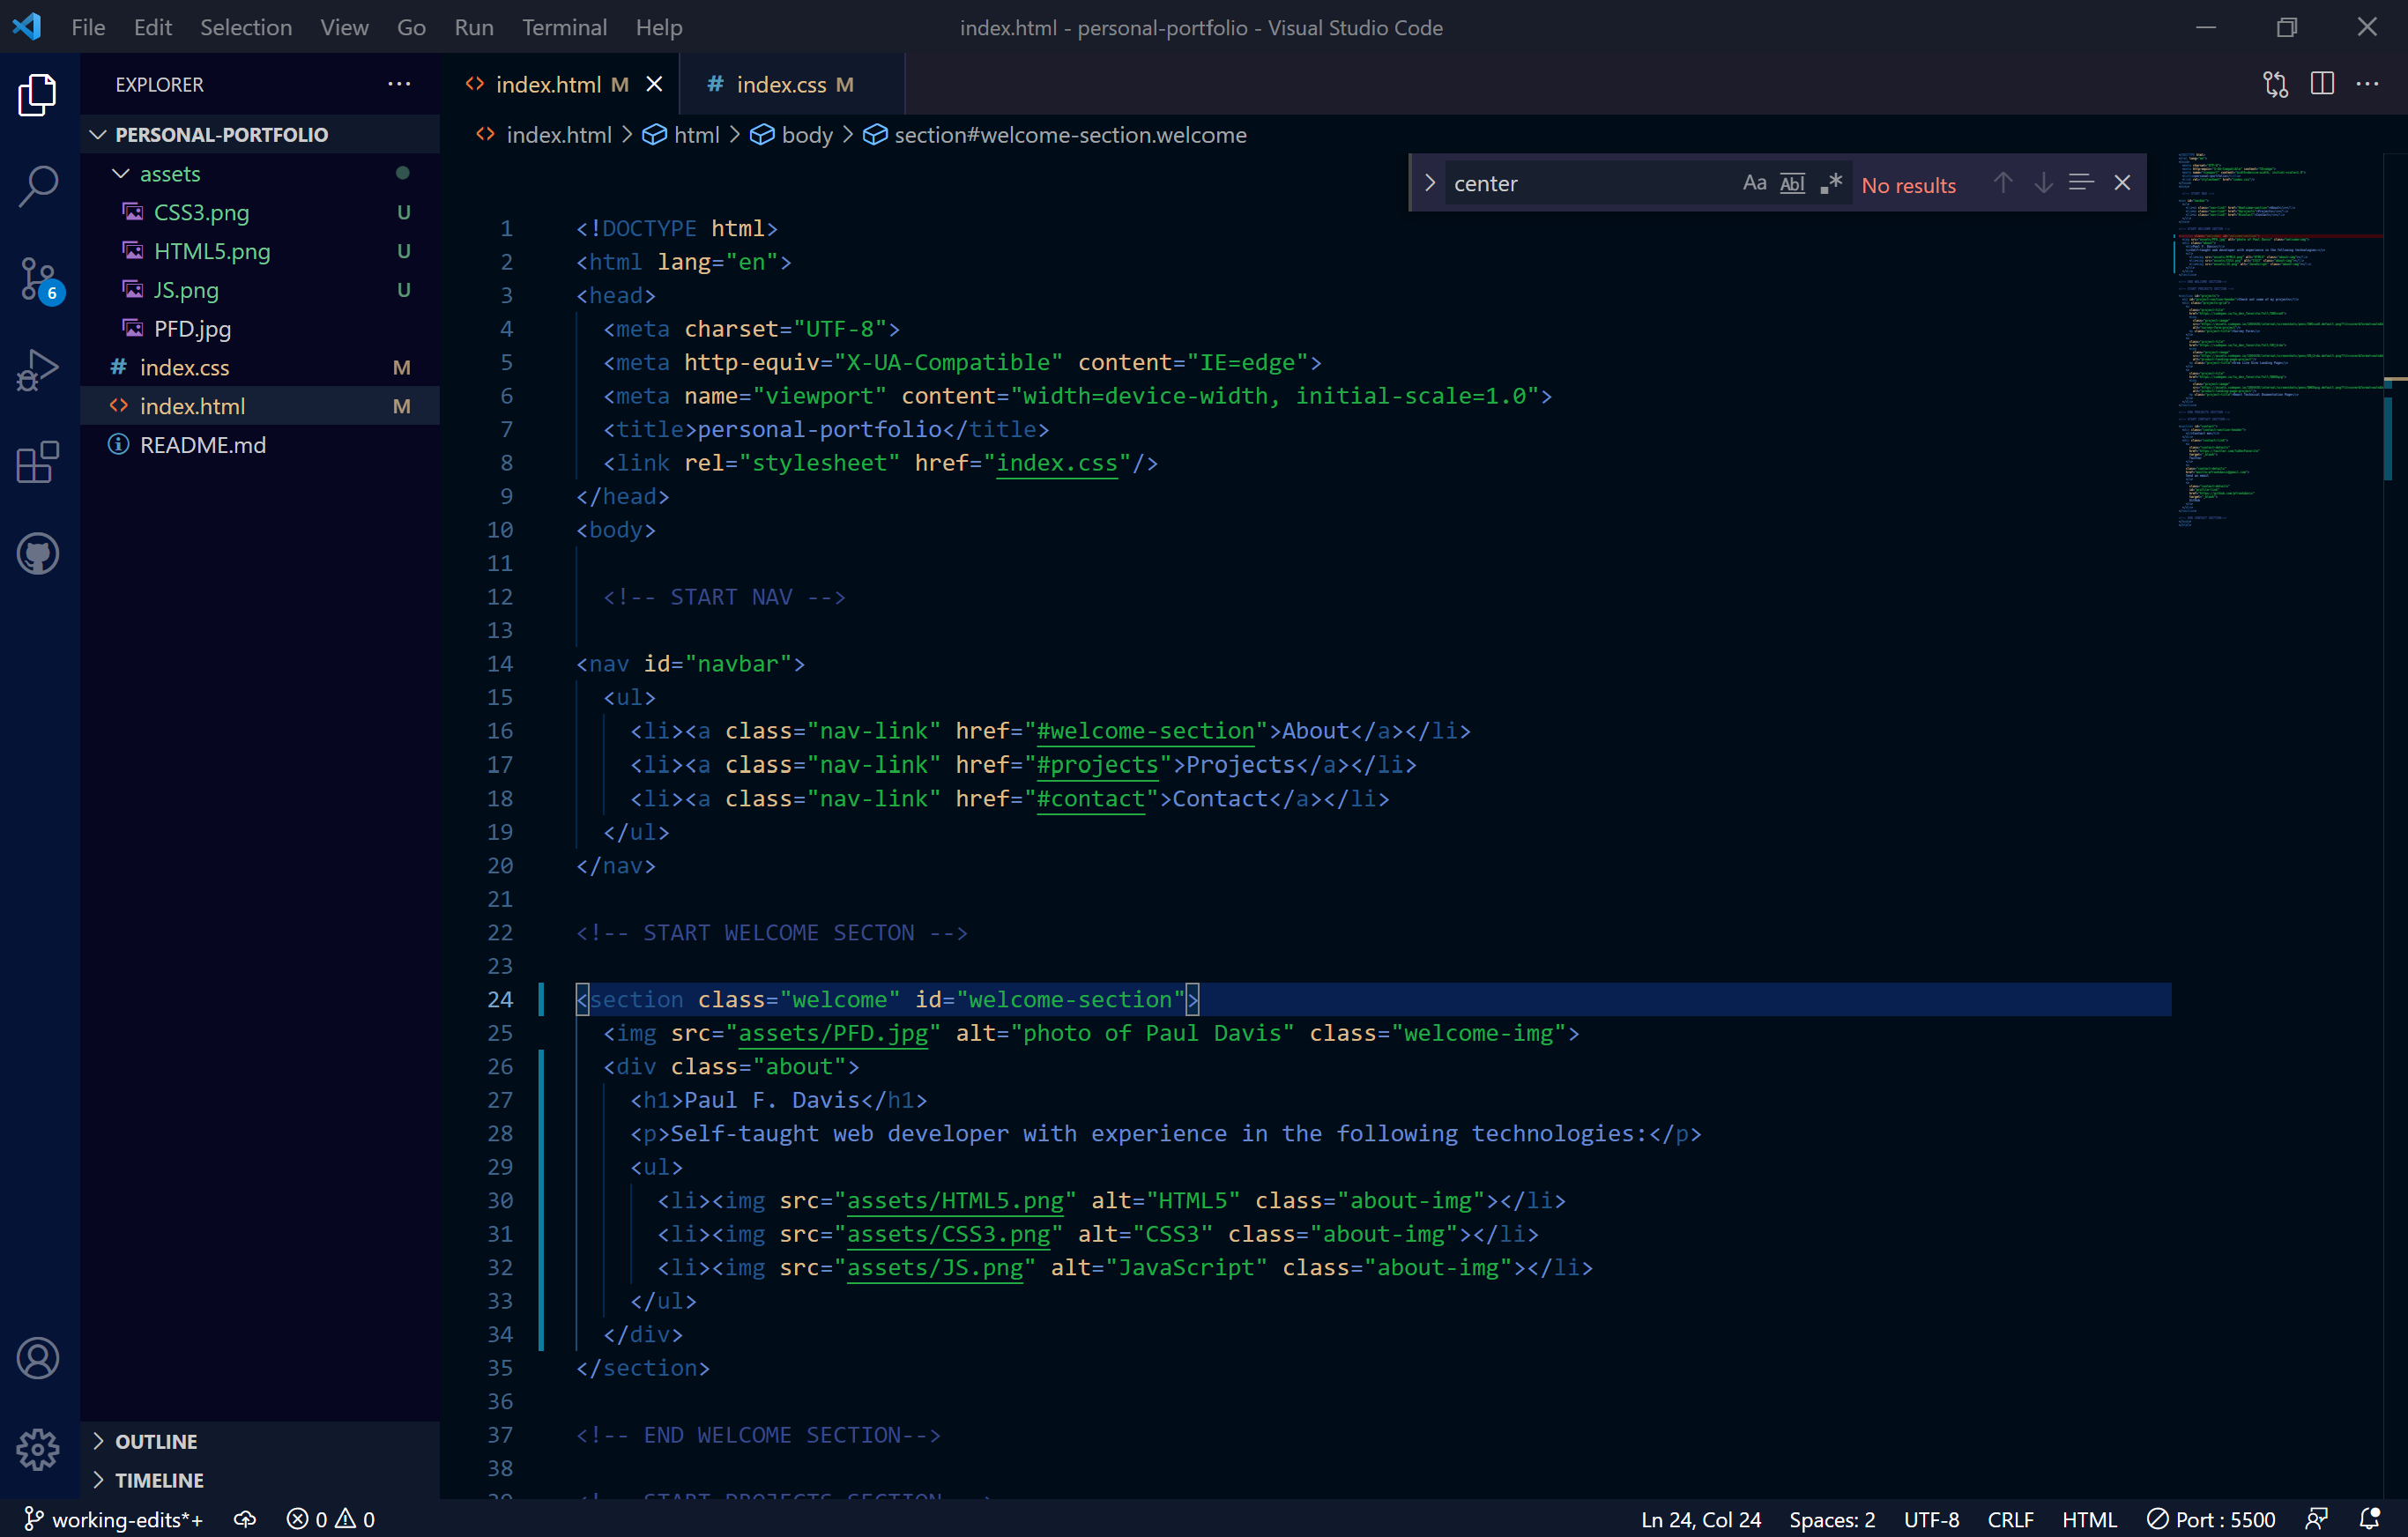 File Edit Selection View Go Run Terminal Help
index.html - personal-portfolio - Visual Studio Code
EXPLORER
PERSONAL-PORTFOLIO
assets
CSS3.png U
HTML5.png U
JS.png U
PFD.jpg
# index.css M
<> index.html M
README.md
6
OUTLINE
TIMELINE
<> index.html M
# index.css M
<> index.html > html > body > section#welcome-section.welcome
center Aa Abl .* No results
1 <!DOCTYPE html>
2 <html lang="en">
3 <head>
4 <meta charset="UTF-8">
5 <meta http-equiv="X-UA-Compatible" content="IE=edge">
6 <meta name="viewport" content="width=device-width, initial-scale=1.0">
7 <title>personal-portfolio</title>
8 <link rel="stylesheet" href="index.css"/>
9 </head>
10 <body>
11
12 <!-- START NAV -->
13
14 <nav id="navbar">
15 <ul>
16 <li><a class="nav-link" href="#welcome-section">About</a></li>
17 <li><a class="nav-link" href="#projects">Projects</a></li>
18 <li><a class="nav-link" href="#contact">Contact</a></li>
19 </ul>
20 </nav>
21
22 <!-- START WELCOME SECTON -->
23
24 <section class="welcome" id="welcome-section">
25 <img src="assets/PFD.jpg" alt="photo of Paul Davis" class="welcome-img">
26 <div class="about">
27 <h1>Paul F. Davis</h1>
28 <p>Self-taught web developer with experience in the following technologies:</p>
29 <ul>
30 <li><img src="assets/HTML5.png" alt="HTML5" class="about-img"></li>
31 <li><img src="assets/CSS3.png" alt="CSS3" class="about-img"></li>
32 <li><img src="assets/JS.png" alt="JavaScript" class="about-img"></li>
33 </ul>
34 </div>
35 </section>
36
37 <!-- END WELCOME SECTION-->
38
working-edits*+ 0 0
Ln 24, Col 24 Spaces: 2 UTF-8 CRLF HTML Port : 5500